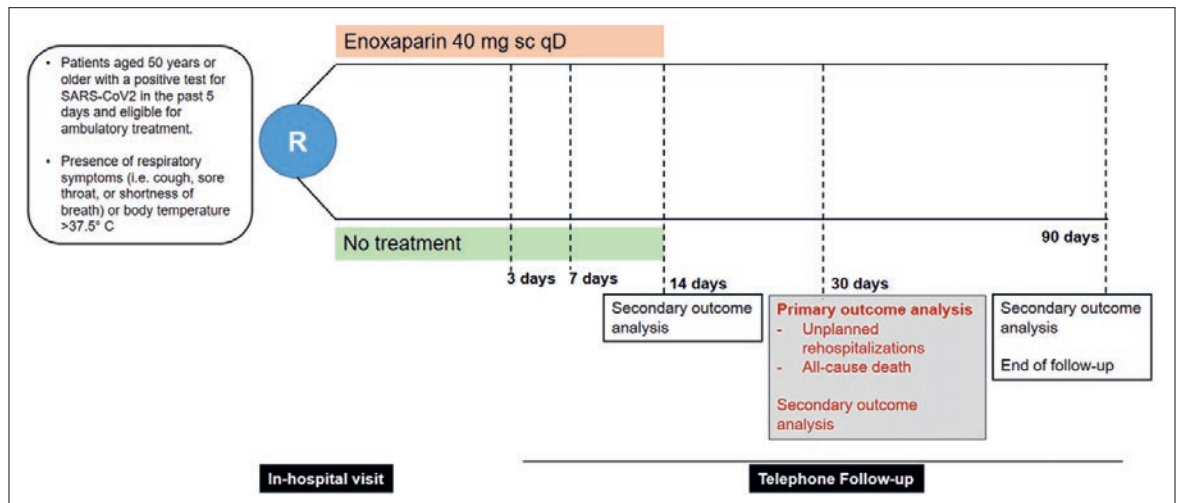 Enoxaparin 40 mg sc qD
• Patients aged 50 years or
older with a positive test for
SARS-CoV2 in the past 5
days and eligible for
ambulatory treatment.
• Presence of respiratory
symptoms (i.e. cough, sore
throat, or shortness of
breath) or body temperature
>37.5° C
R
No treatment
3 days
7 days
14 days
30 days
90 days
Secondary outcome
analysis
Primary outcome analysis
- Unplanned
rehospitalizations
- All-cause death
Secondary outcome
analysis
Secondary outcome
analysis
End of follow-up
In-hospital visit
Telephone Follow-up